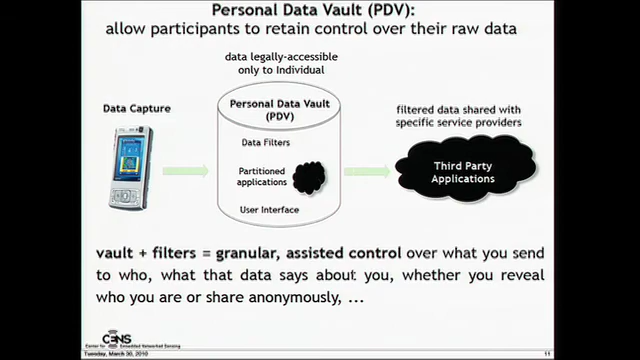 Personal Data Vault (PDV):
allow participants to retain control over their raw data
data legally-accessible
only to Individual
Data Capture
Personal Data Vault
(PDV)
Data Filters
Partitioned
applications
User Interface
filtered data shared with
specific service providers
Third Party
Applications
vault + filters = granular, assisted control over what you send
to who, what that data says about you, whether you reveal
who you are or share anonymously, ...
CENS
Center for Embedded Networked Sensing
Tuesday, March 30, 2010
11